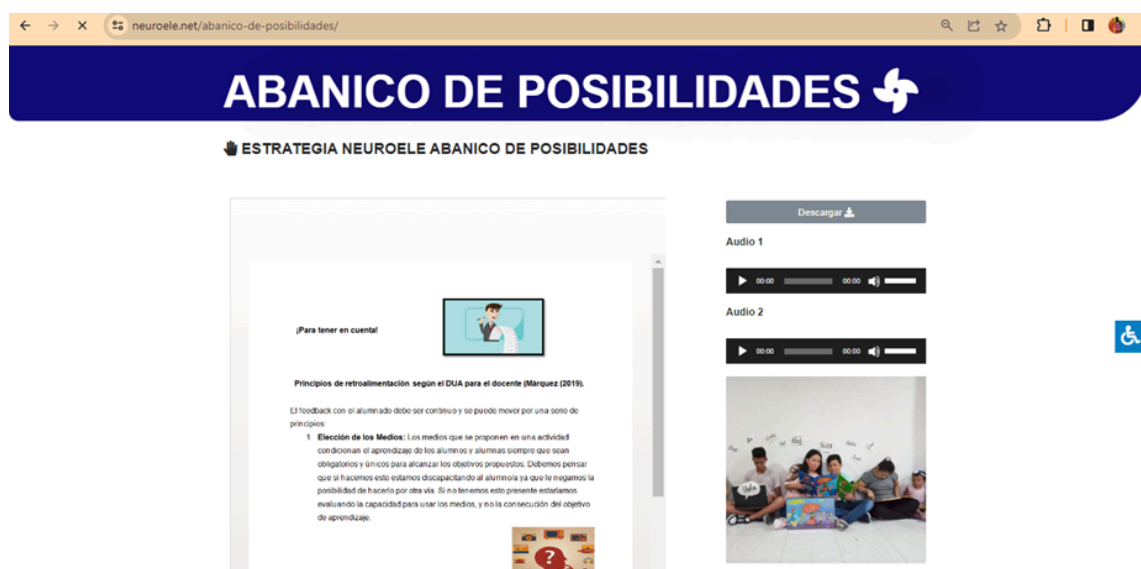 neuroele.net/abanico-de-posibilidades/
ABANICO DE POSIBILIDADES
ESTRATEGIA NEUROELE ABANICO DE POSIBILIDADES
¡Para tener en cuenta!
Principios de retroalimentación según el DUA para el docente (Márquez (2019).
El feedback con el alumnado debe ser continuo y se puede mover por una serie de
principios:
1 Elección de los Medios: Los medios que se proponen en una actividad
condicionan el aprendizaje de los alumnos y alumnas siempre que sean
obligatorios y únicos para alcanzar los objetivos propuestos. Debemos pensar
que si hacemos esto estamos discapacitando al alumno/a ya que le negamos la
posibilidad de hacerlo por otra vía. Si no tenemos esto presente estaríamos
evaluando la capacidad para usar los medios, y no la consecución del objetivo
de aprendizaje.
?
Descargar
Audio 1
00:00 00:00
Audio 2
00:00 00:00
Hola